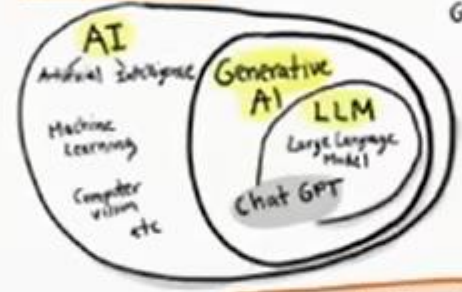 AI
Artificial Intelligence
Machine
Learning
Computer
vision
etc
Generative
AI
LLM
Large Language
Model
Chat GPT
G